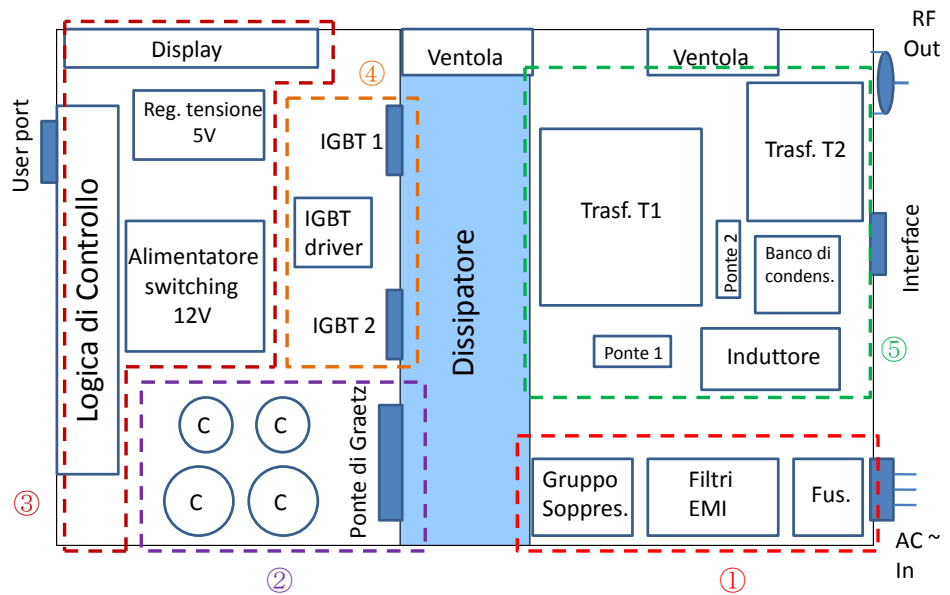 RF
Out
Display
Ventola
Ventola
④
User port
Reg. tensione
5V
IGBT 1
Trasf. T2
Logica di Controllo
IGBT
driver
Trasf. T1
Alimentatore
switching
12V
Dissipatore
Ponte 2
Banco di
condens.
Interface
IGBT 2
Ponte 1
Induttore
⑤
C
C
C
C
Ponte di Graetz
Gruppo
Soppres.
Filtri
EMI
Fus.
③
②
①
AC ~
In